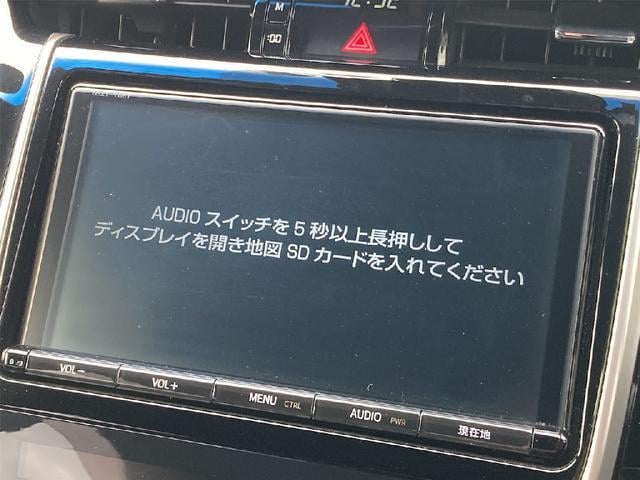 M
:00
AUDIO スイッチを5秒以上長押しして
ディスプレイを開き地図 SD カードを入れてください
VOL−
VOL+
MENU CTRL
AUDIO PWR
現在地